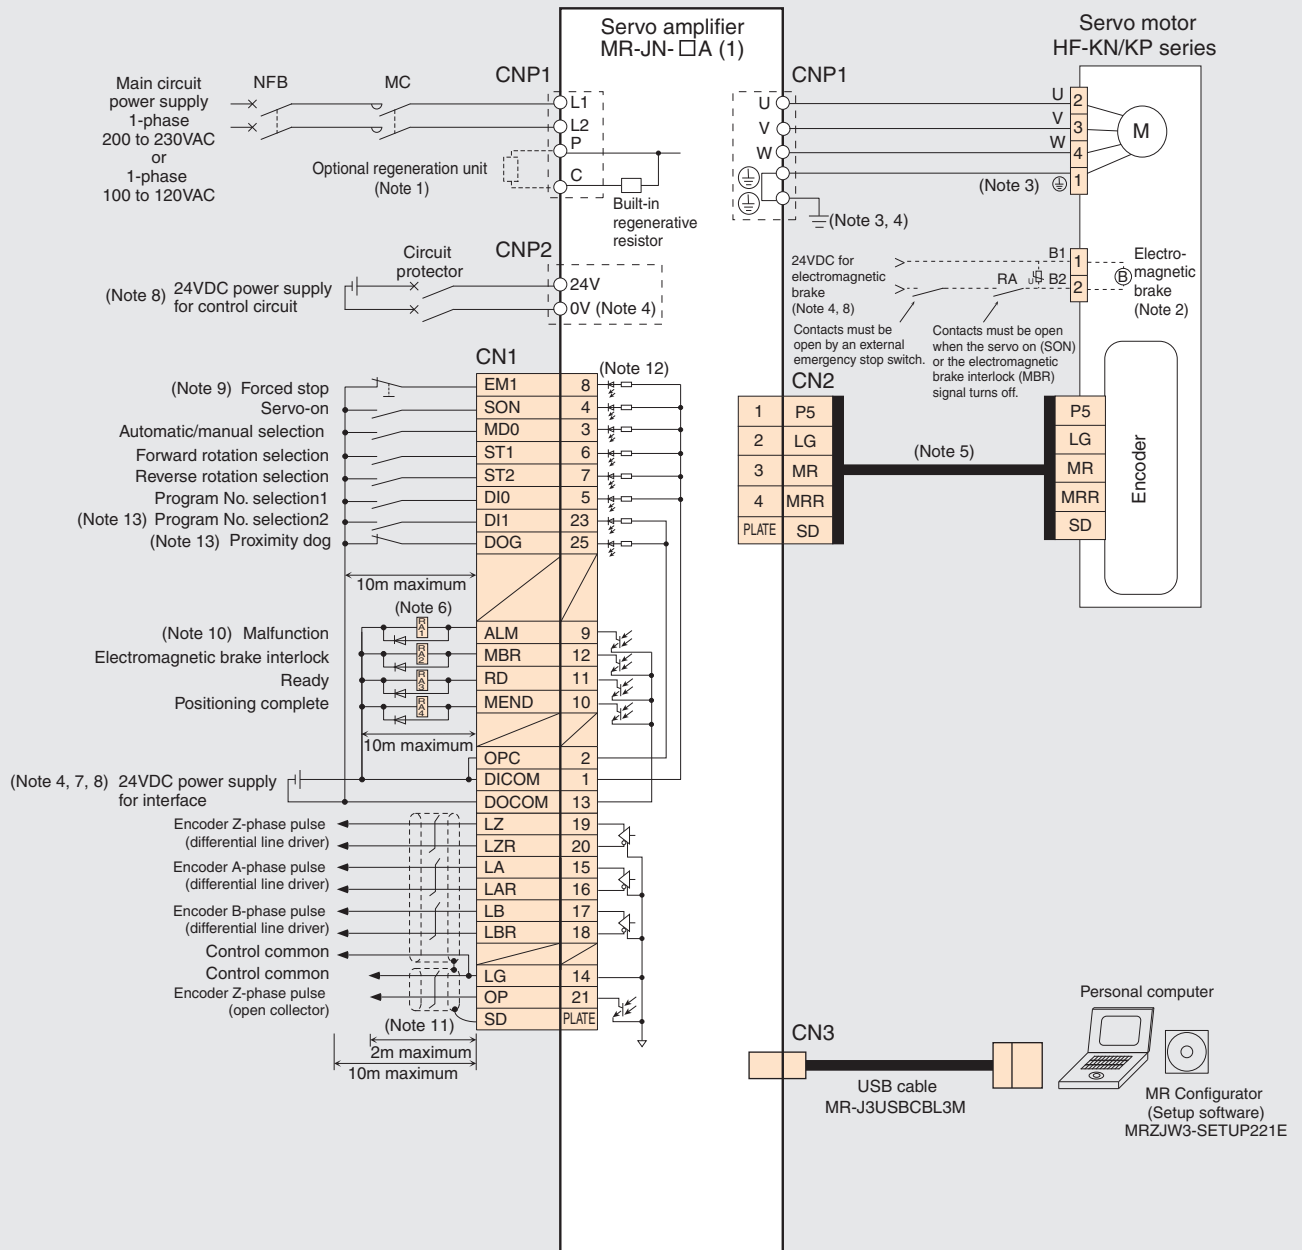 Servo amplifier
MR-JN-□A (1)
Servo motor
HF-KN/KP series
Main circuit
power supply
1-phase
200 to 230VAC
or
1-phase
100 to 120VAC
NFB
MC
CNP1
L1
L2
P
C
Optional regeneration unit
(Note 1)
Built-in
regenerative
resistor
CNP1
U
V
W
(Note 3, 4)
(Note 3)
U
V
W
2
3
4
1
M
CNP2
Circuit
protector
(Note 8)
24VDC power supply
for control circuit
24V
0V (Note 4)
24VDC for
electromagnetic
brake
(Note 4, 8)
RA
U
B1
B2
1
2
B
Electro-
magnetic
brake
(Note 2)
Contacts must be
open by an external
emergency stop switch.
Contacts must be open
when the servo on (SON)
or the electromagnetic
brake interlock (MBR)
signal turns off.
CN1
(Note 12)
(Note 9) Forced stop EM1 8
Servo-on SON 4
Automatic/manual selection MD0 3
Forward rotation selection ST1 6
Reverse rotation selection ST2 7
Program No. selection1 DI0 5
(Note 13) Program No. selection2 DI1 23
(Note 13) Proximity dog DOG 25
10m maximum
(Note 6)
(Note 10) Malfunction RA1 ALM 9
Electromagnetic brake interlock RA2 MBR 12
Ready RA3 RD 11
Positioning complete RA4 MEND 10
10m maximum
OPC 2
(Note 4, 7, 8) 24VDC power supply
for interface
DICOM 1
DOCOM 13
Encoder Z-phase pulse
(differential line driver)
LZ 19
LZR 20
Encoder A-phase pulse
(differential line driver)
LA 15
LAR 16
Encoder B-phase pulse
(differential line driver)
LB 17
LBR 18
Control common
Control common LG 14
Encoder Z-phase pulse
(open collector)
OP 21
SD PLATE
(Note 11)
2m maximum
10m maximum
CN2
1 P5
2 LG
3 MR
4 MRR
PLATE SD
(Note 5)
P5
LG
MR
MRR
SD
Encoder
CN3
USB cable
MR-J3USBCBL3M
Personal computer
MR Configurator
(Setup software)
MRZJW3-SETUP221E